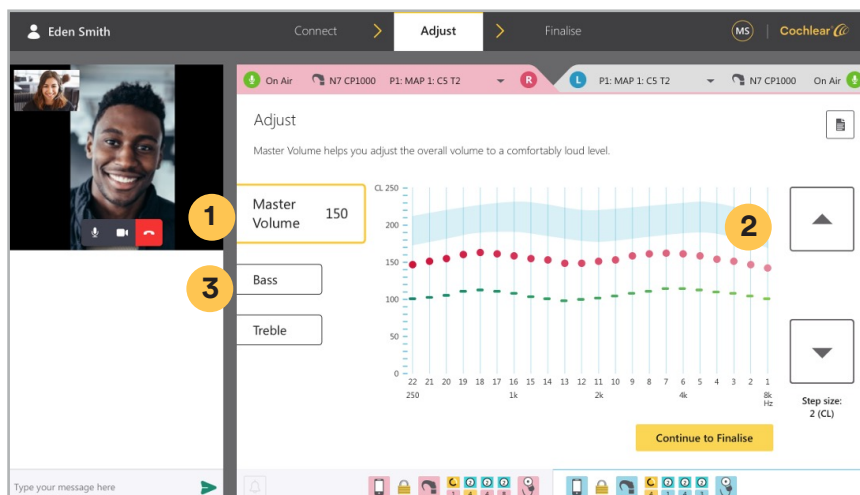 Eden Smith
Connect
Adjust
Finalise
MS
Cochlear
On Air N7 CP1000 P1: MAP 1: C5 T2 R
L P1: MAP 1: C5 T2 N7 CP1000 On Air
Adjust
Master Volume helps you adjust the overall volume to a comfortably loud level.
1
Master
Volume
150
3
Bass
Treble
CL 250
200
150
100
50
0
2
22 21 20 19 18 17 16 15 14 13 12 11 10 9 8 7 6 5 4 3 2 1
250 1k 2k 4k 8k
Hz
Step size:
2 (CL)
Continue to Finalise
Type your message here